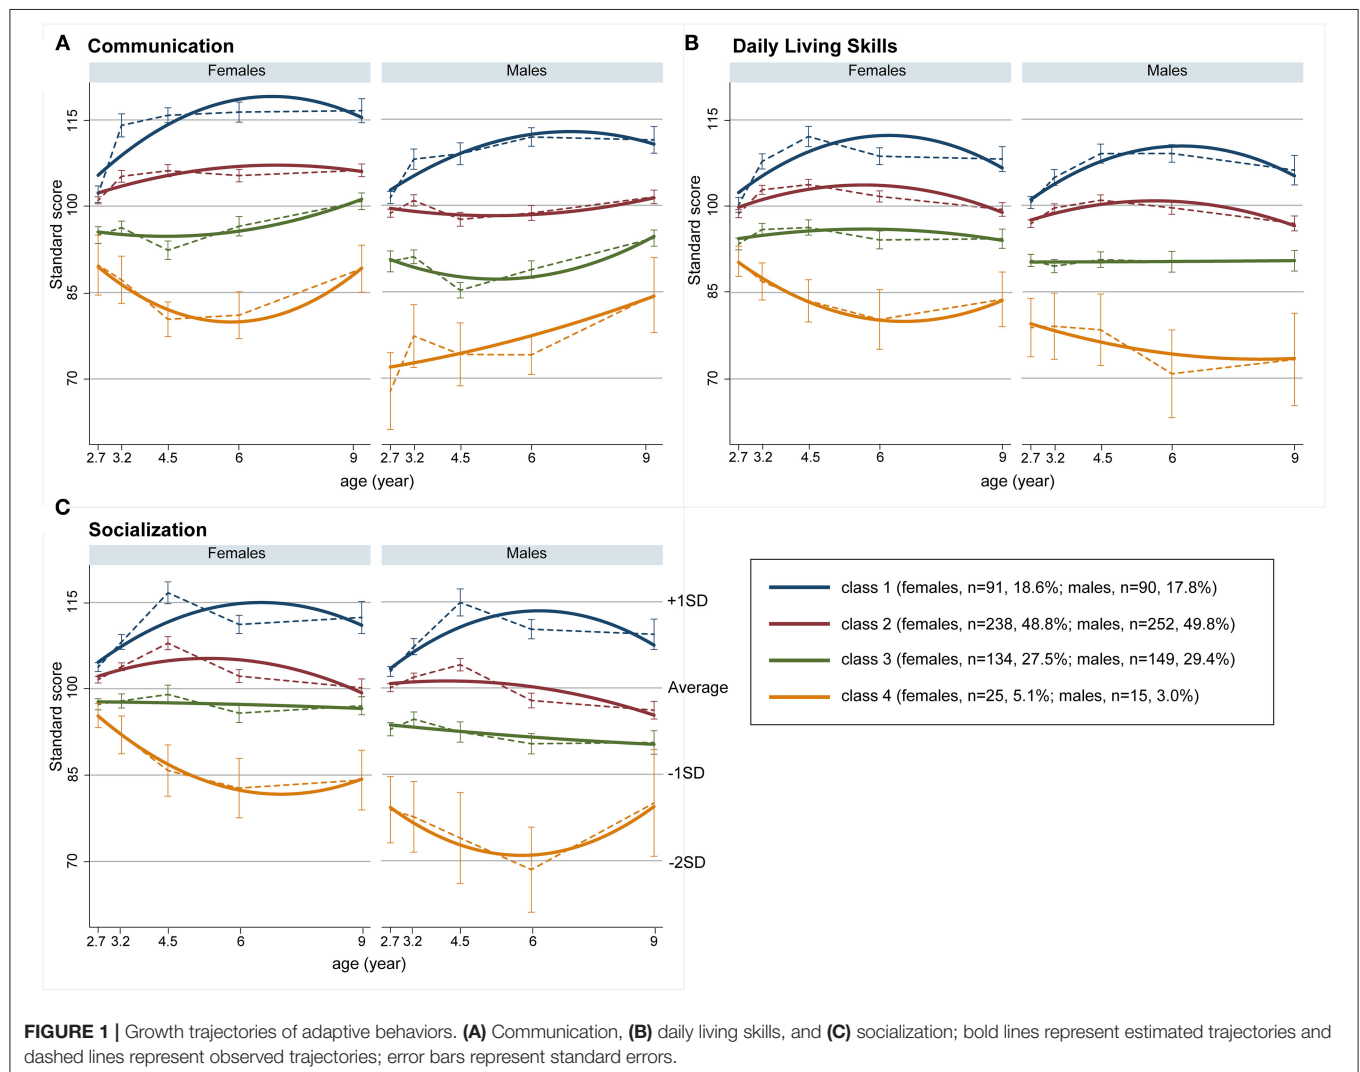 A Communication
Females
Males
Standard score
115
100
85
70
2.7 3.2 4.5 6 9
2.7 3.2 4.5 6 9
age (year)
B Daily Living Skills
Females
Males
Standard score
115
100
85
70
2.7 3.2 4.5 6 9
2.7 3.2 4.5 6 9
age (year)
C
Socialization
Females
Males
Standard score
115
100
85
70
+1SD
Average
-1SD
-2SD
2.7 3.2 4.5 6 9
2.7 3.2 4.5 6 9
age (year)
class 1 (females, n=91, 18.6%; males, n=90, 17.8%)
class 2 (females, n=238, 48.8%; males, n=252, 49.8%)
class 3 (females, n=134, 27.5%; males, n=149, 29.4%)
class 4 (females, n=25, 5.1%; males, n=15, 3.0%)
FIGURE 1 | Growth trajectories of adaptive behaviors. (A) Communication, (B) daily living skills, and (C) socialization; bold lines represent estimated trajectories and
dashed lines represent observed trajectories; error bars represent standard errors.